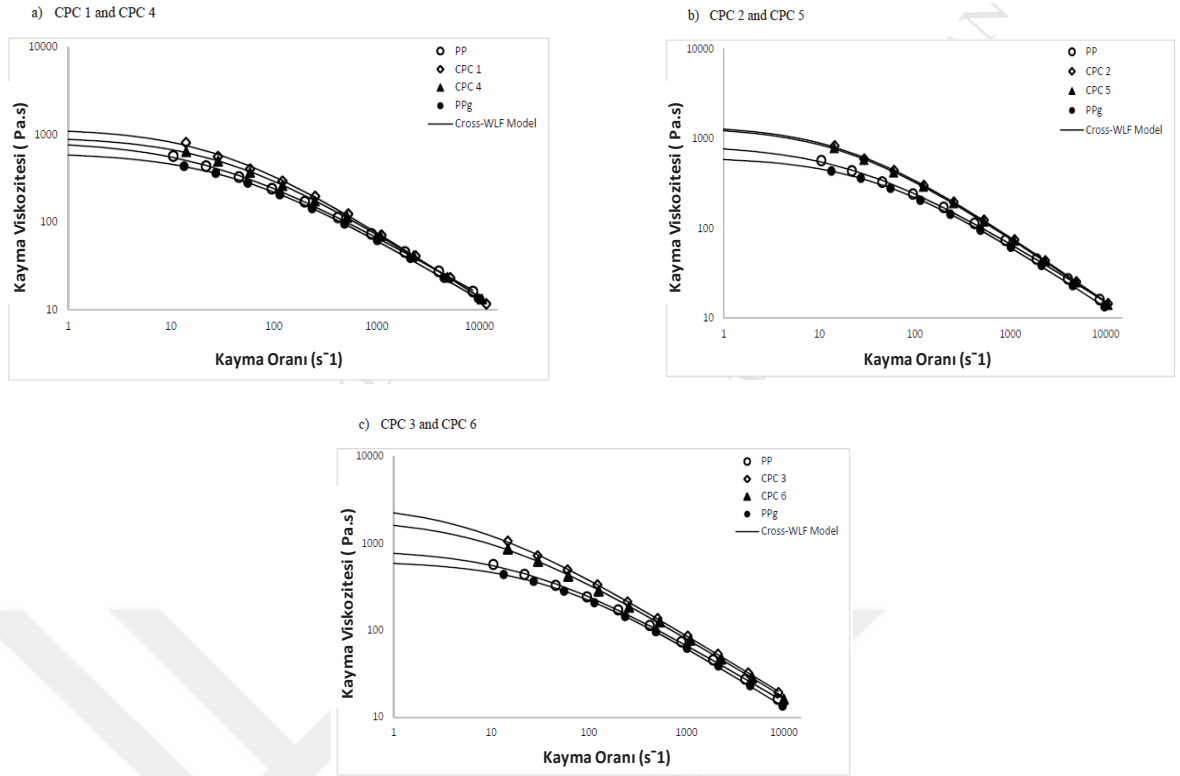 a) CPC 1 and CPC 4
10000
1000
100
10
1 10 100 1000 10000
Kayma Viskozitesi ( Pa.s)
Kayma Oranı (s⁻1)
PP
CPC 1
CPC 4
PPg
Cross-WLF Model
b) CPC 2 and CPC 5
10000
1000
100
10
1 10 100 1000 10000
Kayma Viskozitesi ( Pa.s)
Kayma Oranı (s⁻1)
PP
CPC 2
CPC 5
PPg
Cross-WLF Model
c) CPC 3 and CPC 6
10000
1000
100
10
1 10 100 1000 10000
Kayma Viskozitesi ( Pa.s)
Kayma Oranı (s⁻1)
PP
CPC 3
CPC 6
PPg
Cross-WLF Model